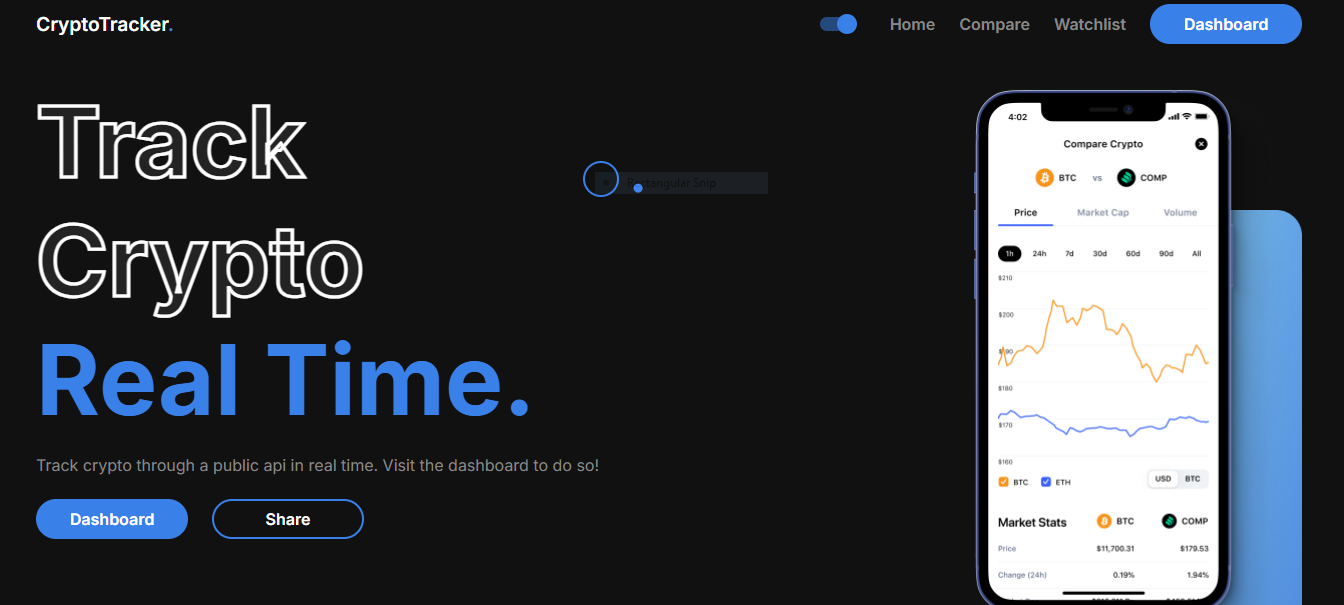 CryptoTracker.
Home Compare Watchlist Dashboard
Track
Crypto
Real Time.
Track crypto through a public api in real time. Visit the dashboard to do so!
Dashboard Share
Rectangular Snip
4:02
Compare Crypto
BTC vs COMP
Price Market Cap Volume
1h 24h 7d 30d 60d 90d All
$210
$200
$190
$180
$170
$160
BTC ETH USD BTC
Market Stats BTC COMP
Price $11,700.31 $179.53
Change (24h) 0.19% 1.94%